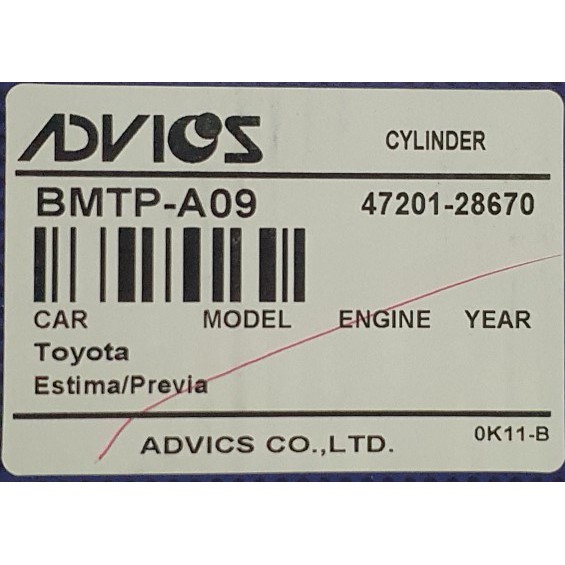 ADVICS
CYLINDER
BMTP-A09 47201-28670
CAR MODEL ENGINE YEAR
Toyota
Estima/Previa
ADVICS CO.,LTD. 0K11-B